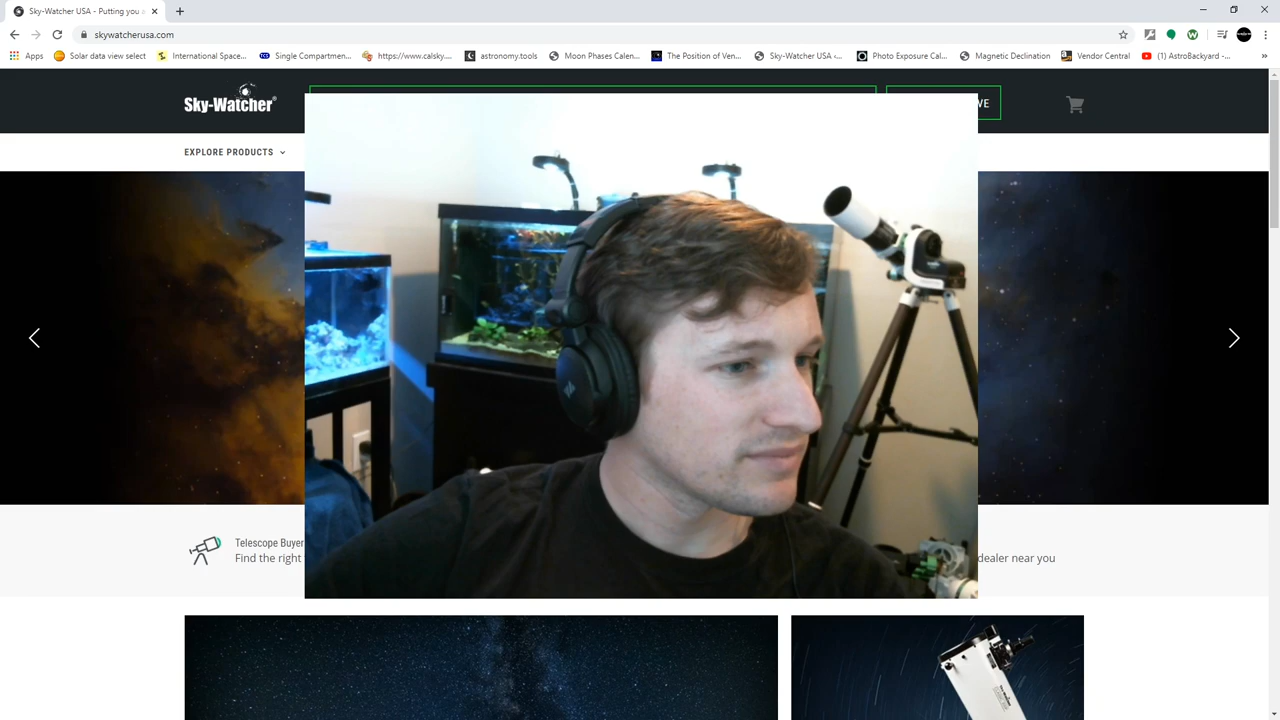 Sky-Watcher USA - Putting you a
skywatcherusa.com
Apps
Solar data view select
International Space...
Single Compartmen...
https://www.calsky....
astronomy.tools
Moon Phases Calen...
The Position of Ven...
Sky-Watcher USA ‹...
Photo Exposure Cal...
Magnetic Declination
Vendor Central
(1) AstroBackyard -...
»
Sky-Watcher®
VE
EXPLORE PRODUCTS
Telescope Buyer
Find the right
dealer near you